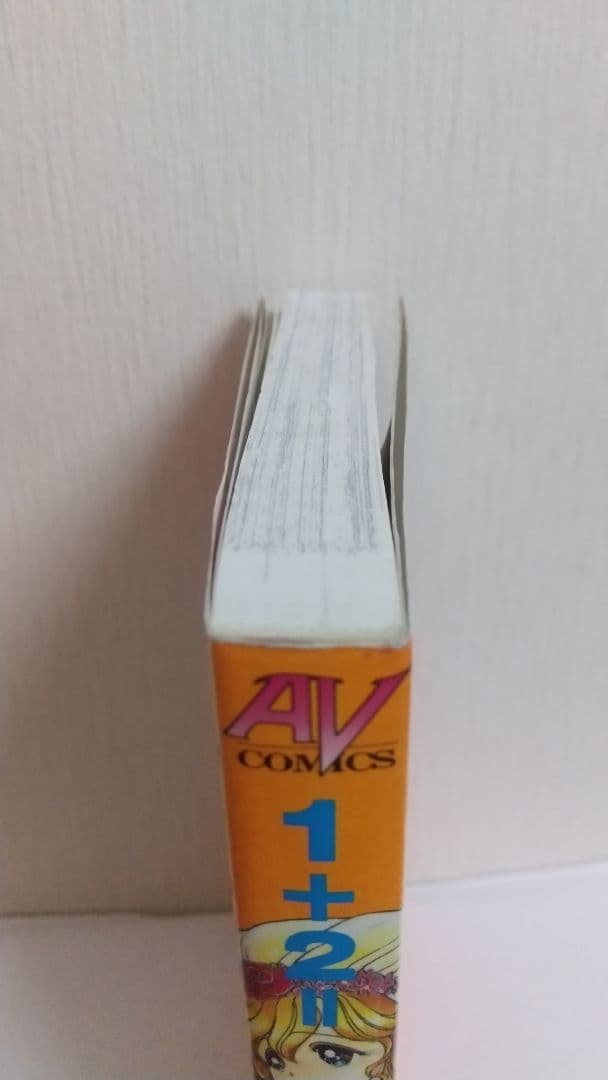 AV
COMICS
1
+
2
=